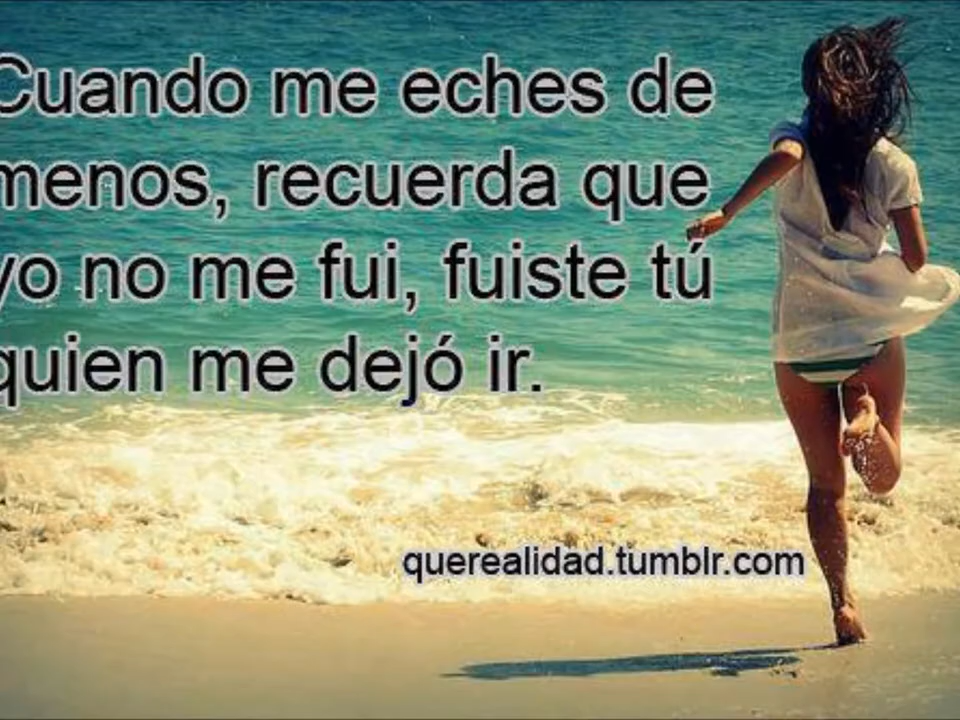 Cuando me eches de
menos, recuerda que
yo no me fui, fuiste tú
quien me dejó ir.
querealidad.tumblr.com